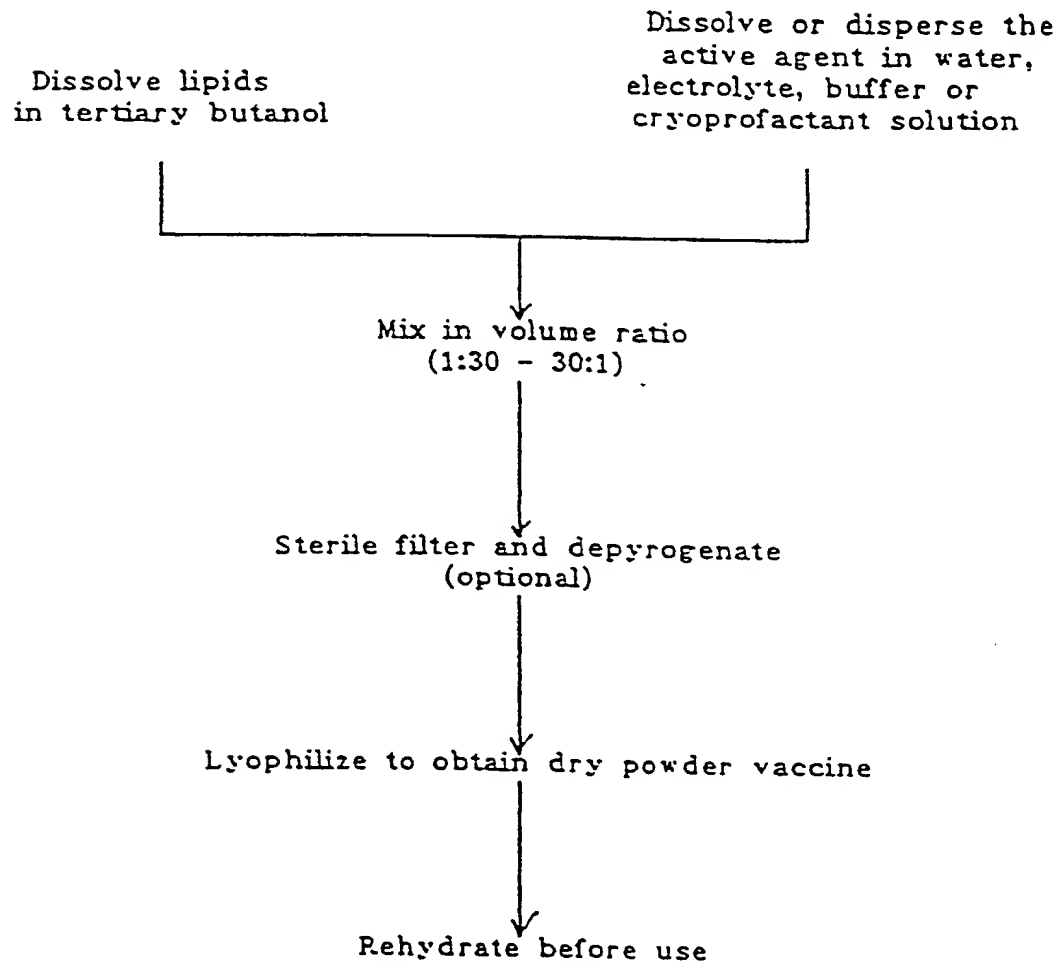 Dissolve lipids
in tertiary butanol
Dissolve or disperse the
active agent in water,
electrolyte, buffer or
cryoprofactant solution
Mix in volume ratio
(1:30 - 30:1)
Sterile filter and depyrogenate
(optional)
Lyophilize to obtain dry powder vaccine
Rehydrate before use